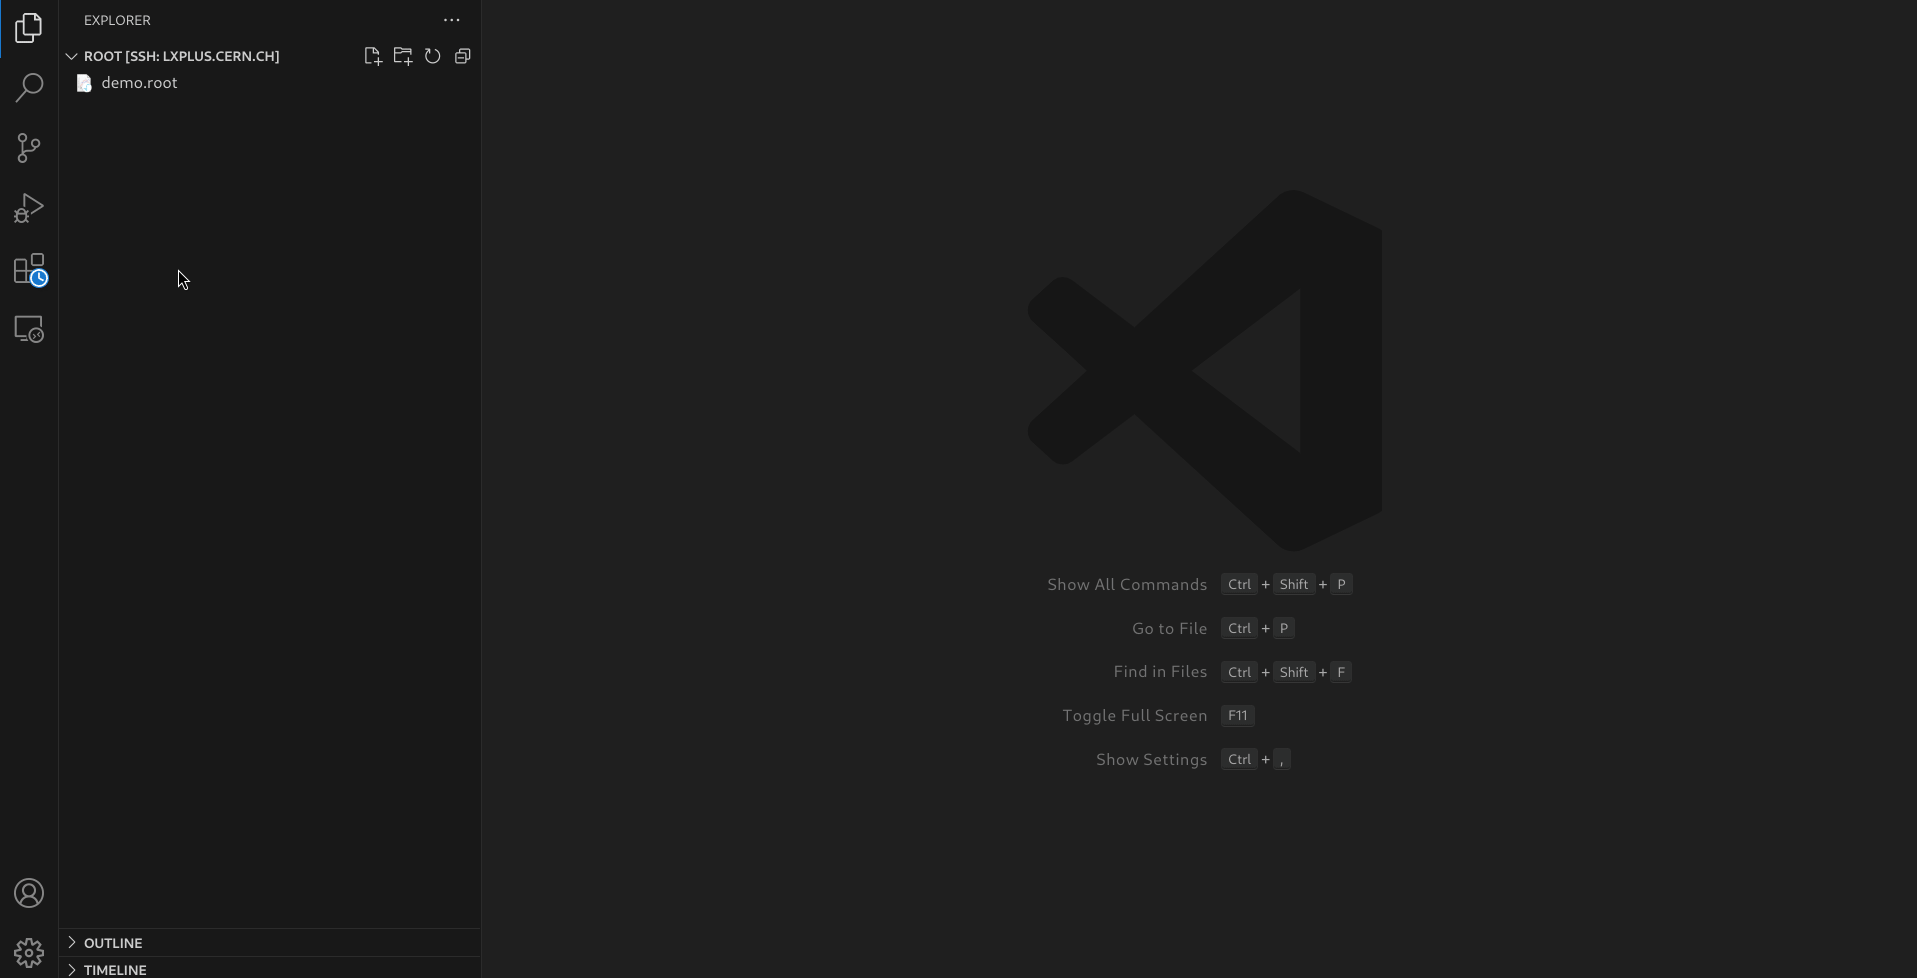 EXPLORER
ROOT [SSH: LXPLUS.CERN.CH]
demo.root
Show All Commands Ctrl + Shift + P
Go to File Ctrl + P
Find in Files Ctrl + Shift + F
Toggle Full Screen F11
Show Settings Ctrl + ,
OUTLINE
TIMELINE